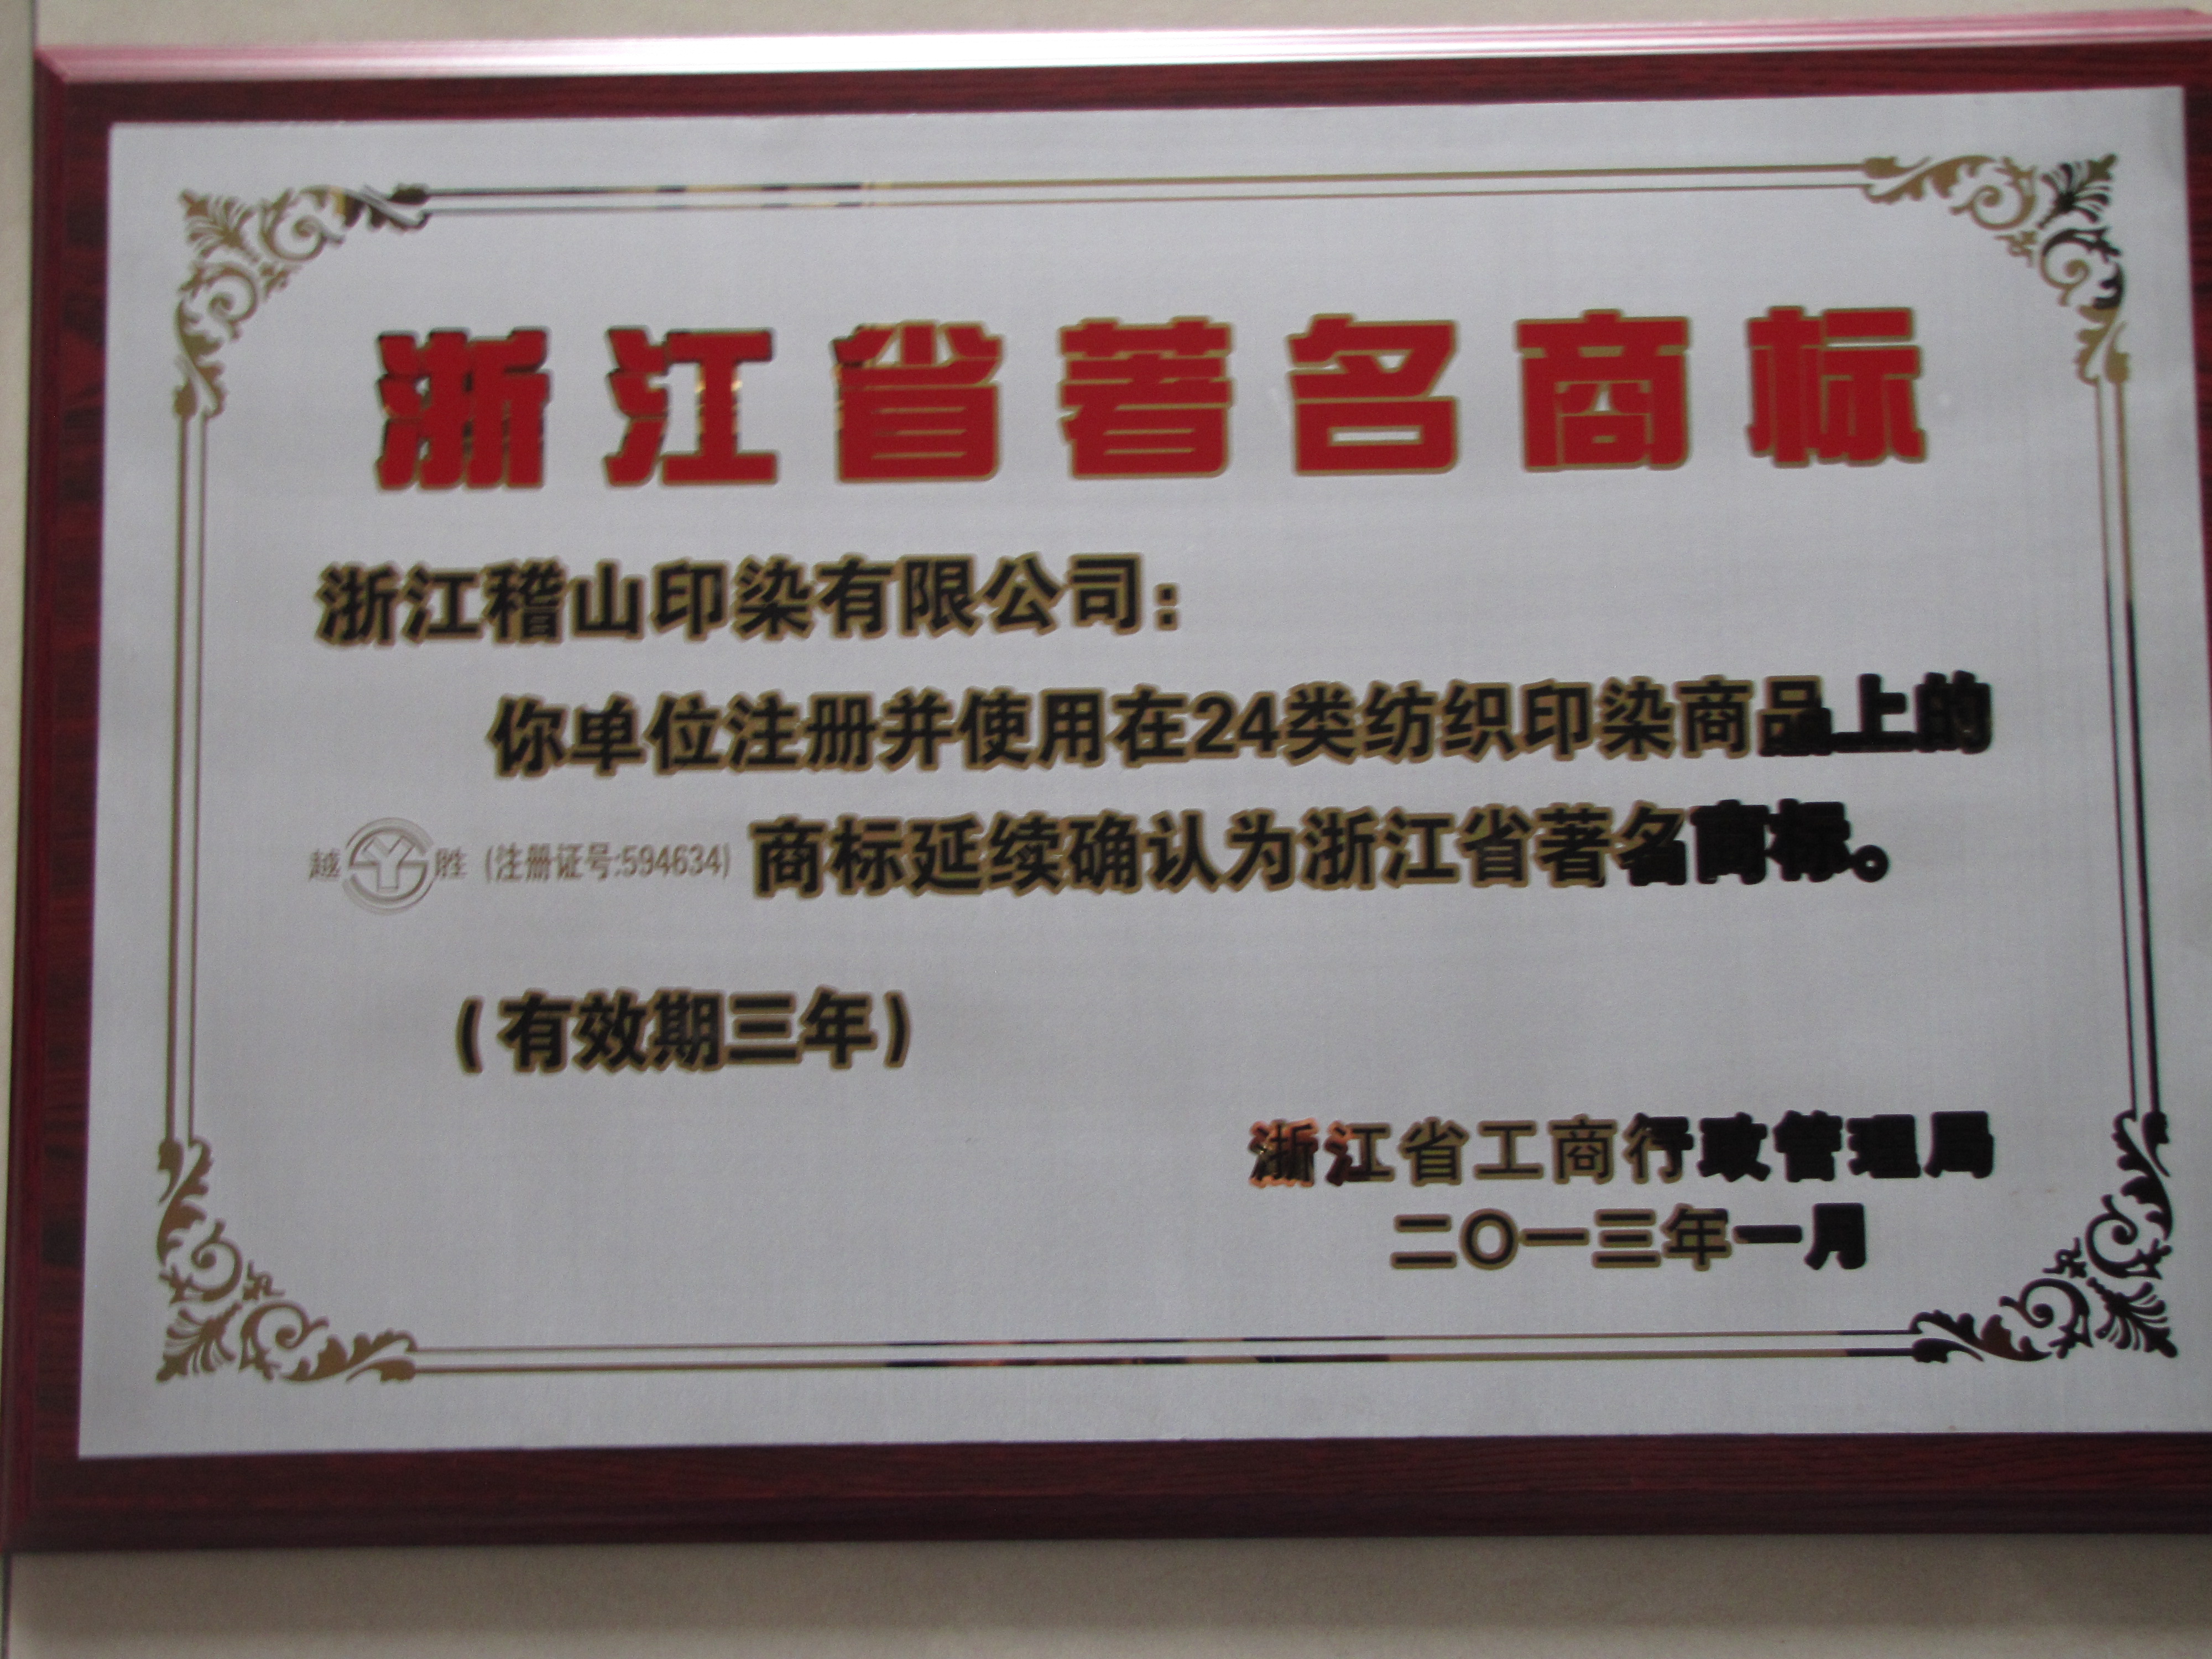 浙江省著名商标
浙江稽山印染有限公司:
你单位注册并使用在24类纺织印染商品上的
越 胜 (注册证号:594634) 商标延续确认为浙江省著名商标。
(有效期三年)
浙江省工商行政管理局
二〇一三年一月